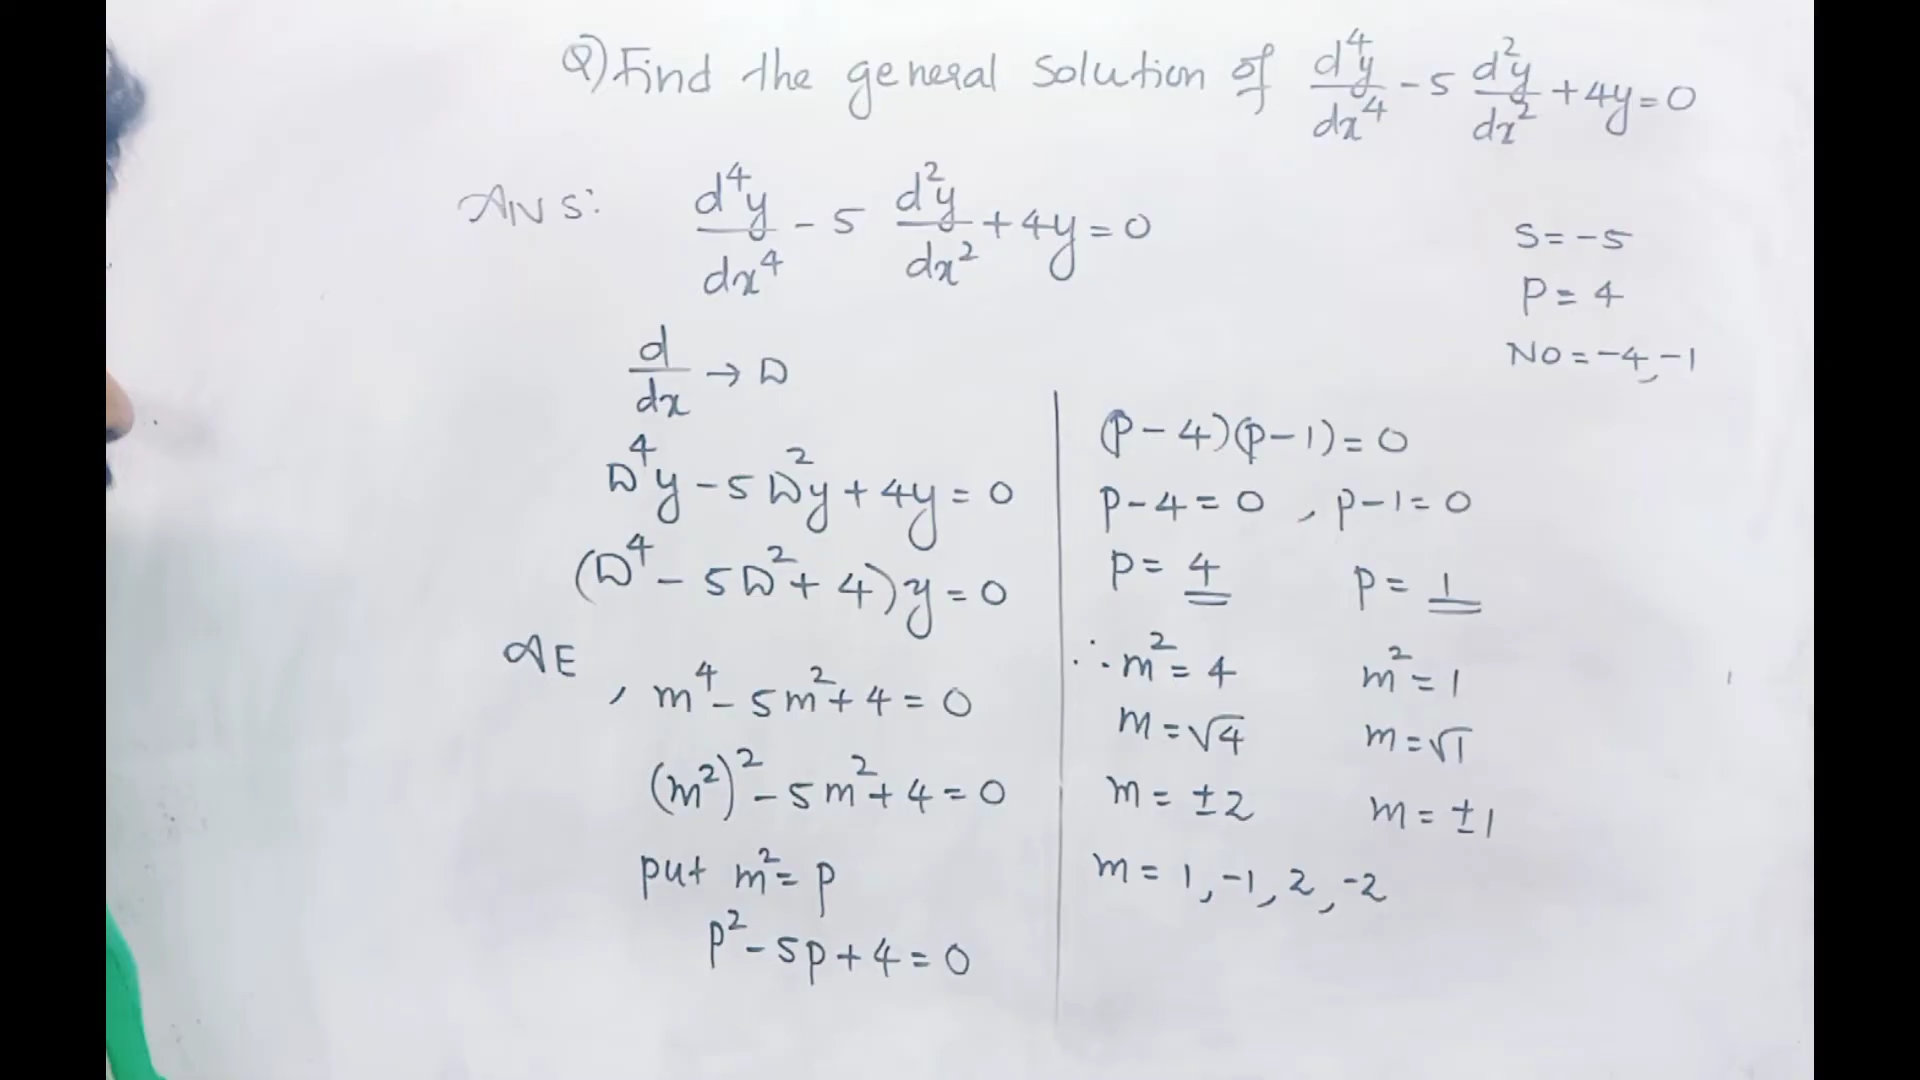 Q) Find the general solution of d⁴y/dx⁴ - 5 d²y/dx² + 4y = 0
ANS: d⁴y/dx⁴ - 5 d²y/dx² + 4y = 0
S = -5
P = 4
No = -4, -1
d/dx → D
D⁴y - 5D²y + 4y = 0
(D⁴ - 5D² + 4)y = 0
AE, m⁴ - 5m² + 4 = 0
(m²)² - 5m² + 4 = 0
put m² = p
p² - 5p + 4 = 0
(p - 4)(p - 1) = 0
p - 4 = 0, p - 1 = 0
p = 4 p = 1
∴ m² = 4 m² = 1
m = √4 m = √1
m = ±2 m = ±1
m = 1, -1, 2, -2